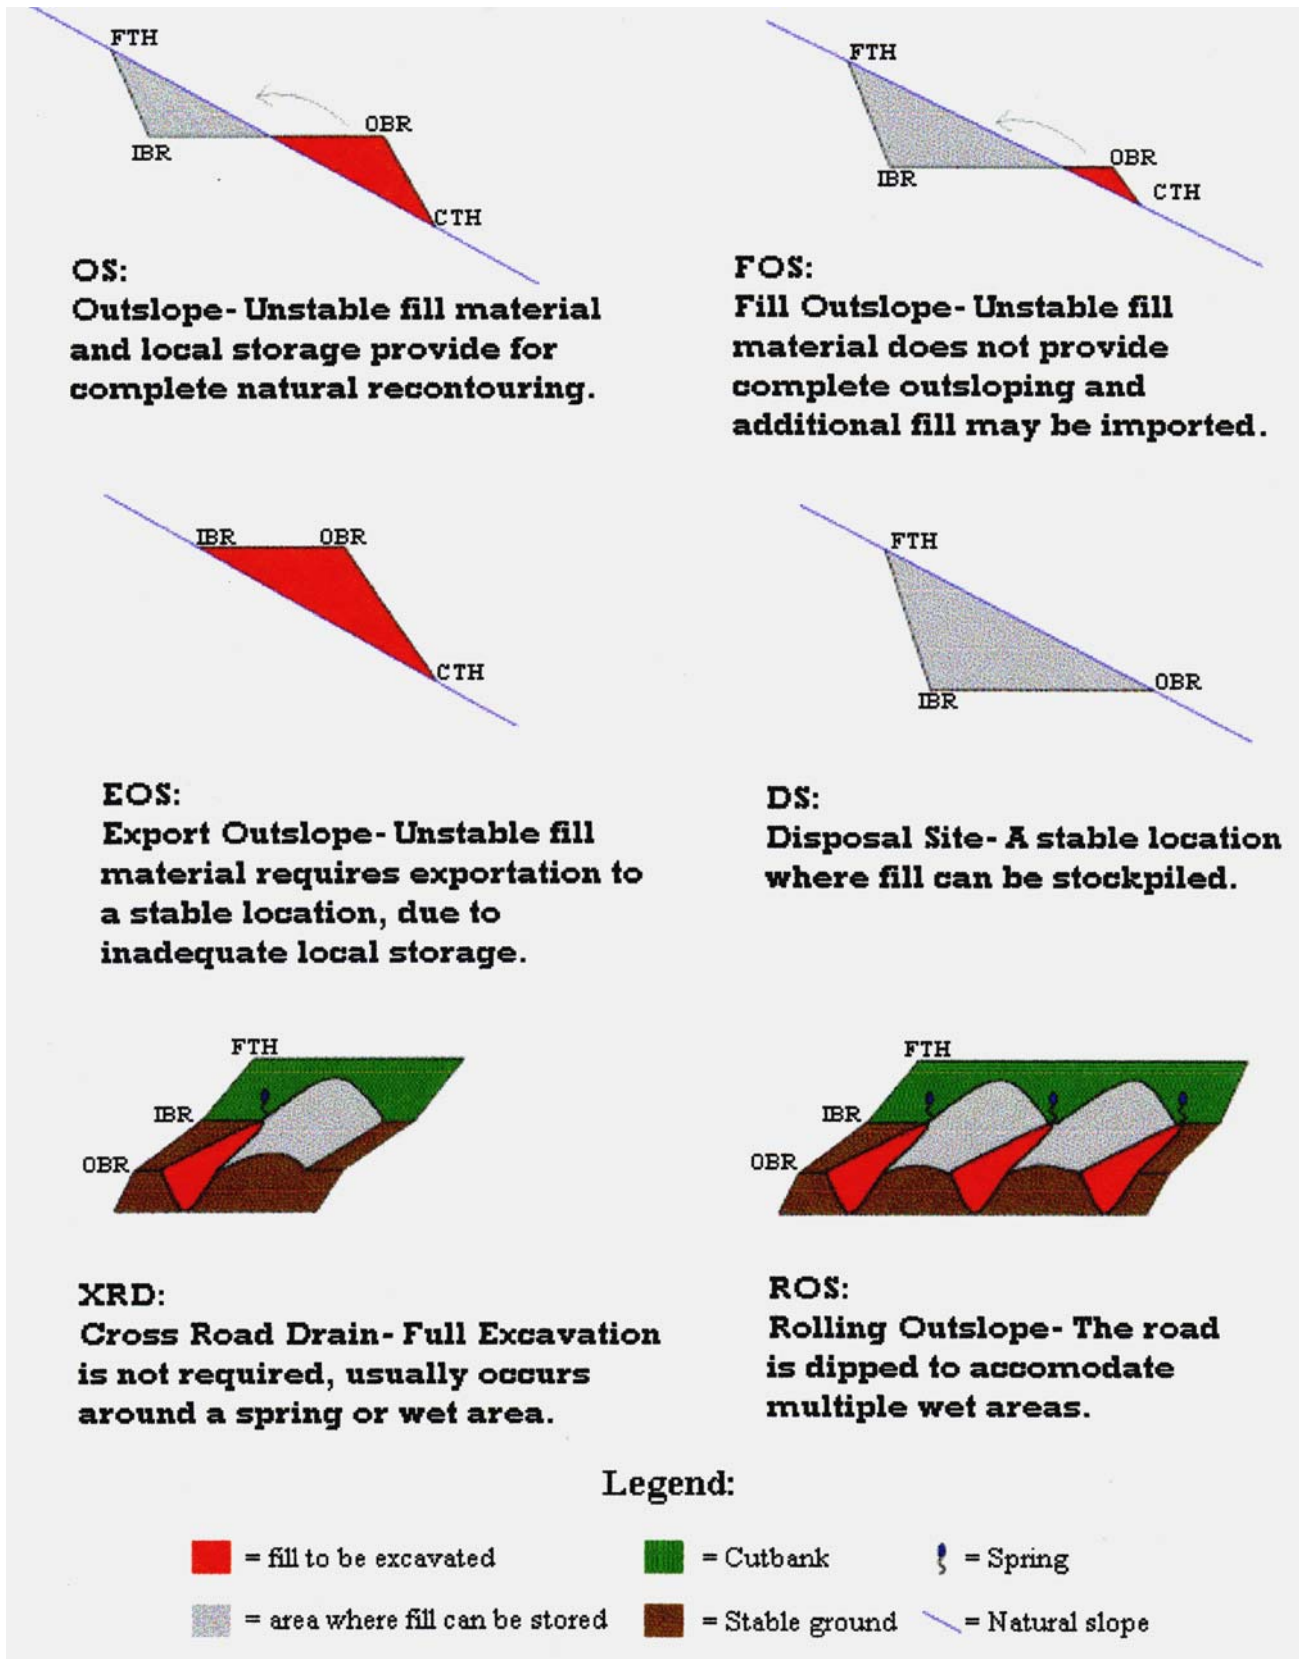 FTH
OBR
IBR
CTH
OS:
Outslope- Unstable fill material
and local storage provide for
complete natural recontouring.
FTH
OBR
IBR
CTH
FOS:
Fill Outslope- Unstable fill
material does not provide
complete outsloping and
additional fill may be imported.
IBR OBR
CTH
EOS:
Export Outslope- Unstable fill
material requires exportation to
a stable location, due to
inadequate local storage.
FTH
OBR
IBR
DS:
Disposal Site- A stable location
where fill can be stockpiled.
FTH
IBR
OBR
XRD:
Cross Road Drain- Full Excavation
is not required, usually occurs
around a spring or wet area.
FTH
IBR
OBR
ROS:
Rolling Outslope- The road
is dipped to accomodate
multiple wet areas.
Legend:
= fill to be excavated
= Cutbank
= Spring
= area where fill can be stored
= Stable ground
= Natural slope